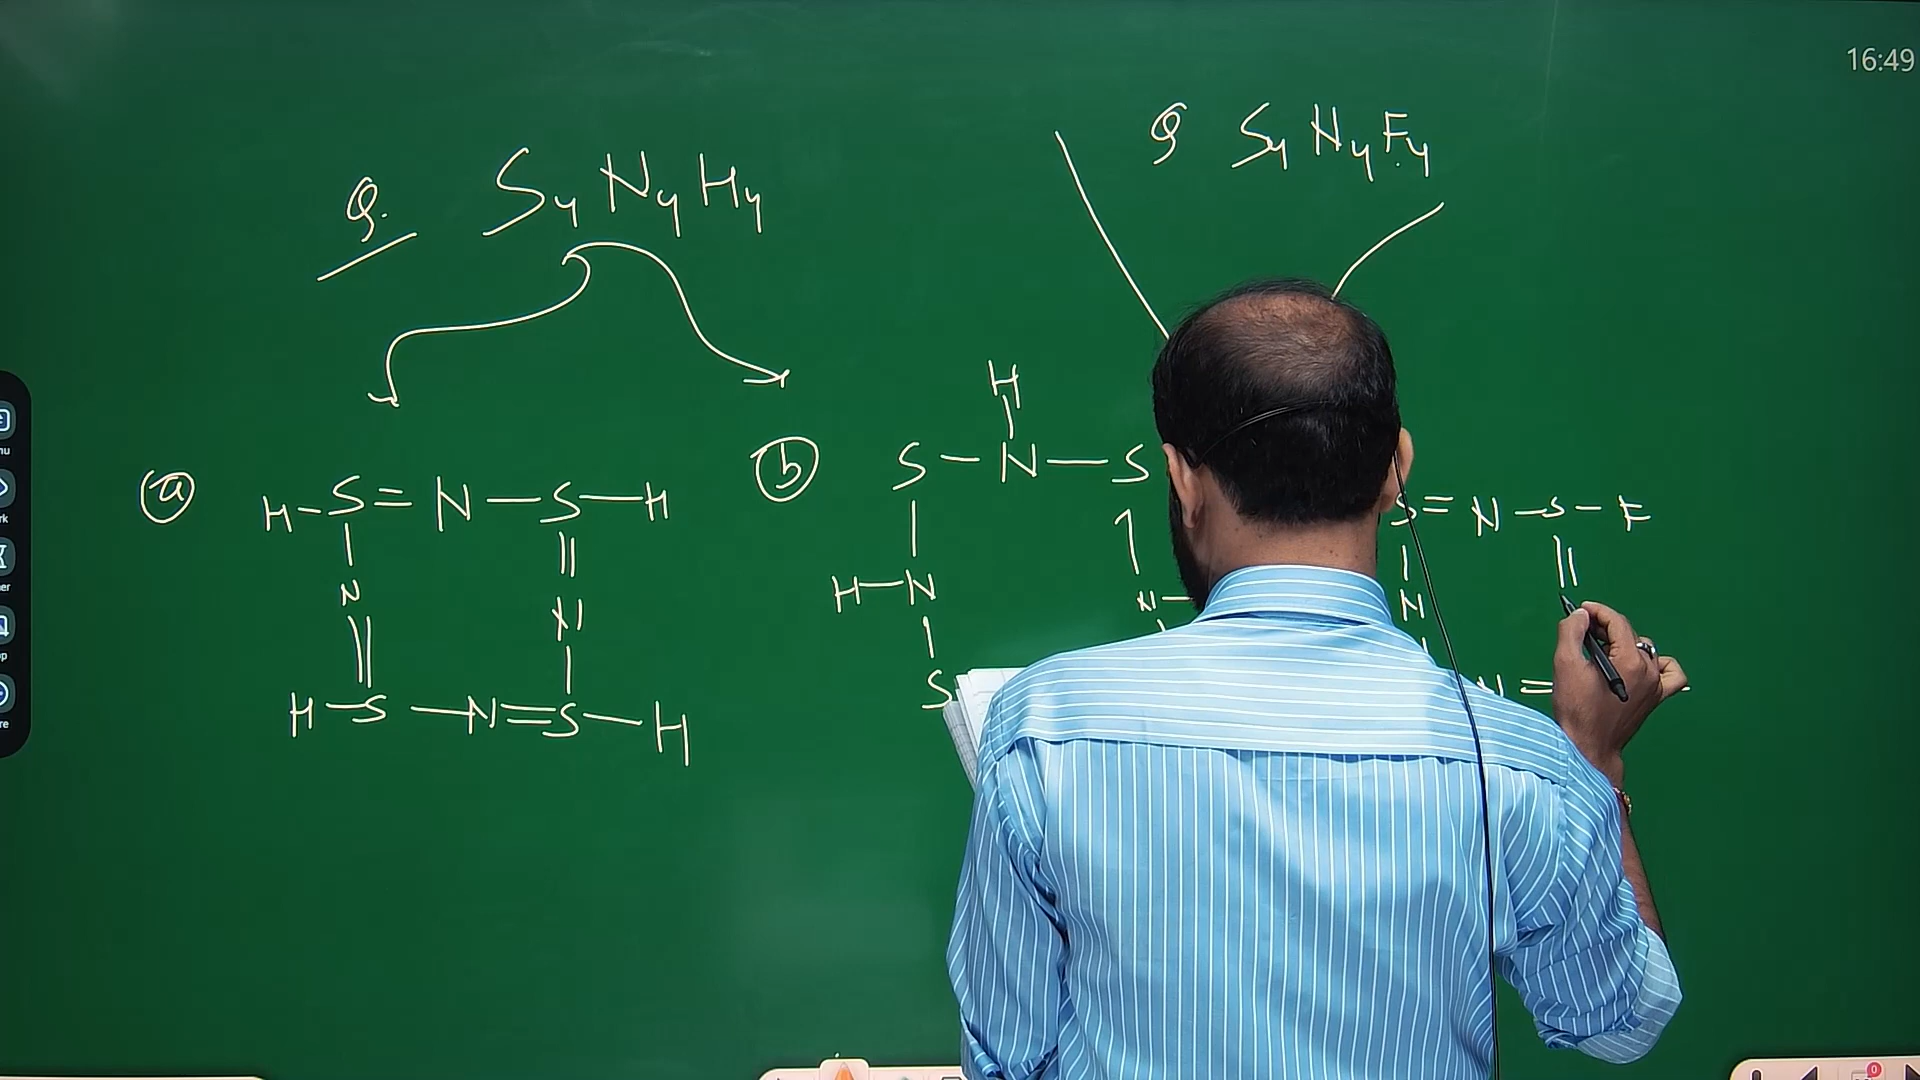 16:49
Q. S4N4H4
Q S4N4F4
(a)
H-S=N-S-H
N N
H-S-N=S-H
(b)
H
S-N-S
H-N N-
S
S=N-S-F
N
N=